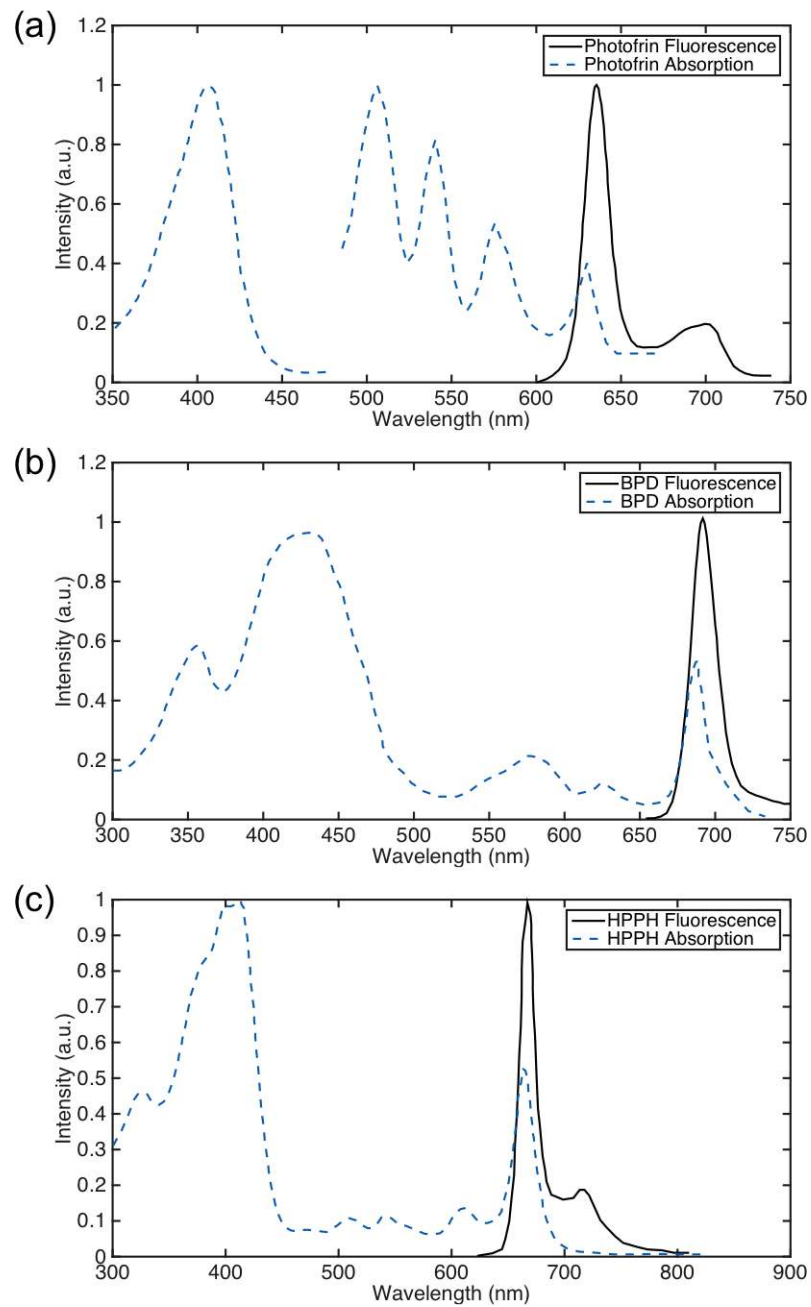 (a)
1.2
1
0.8
0.6
0.4
0.2
0
Intensity (a.u.)
Photofrin Fluorescence
Photofrin Absorption
350 400 450 500 550 600 650 700 750
Wavelength (nm)
(b)
1.2
1
0.8
0.6
0.4
0.2
0
Intensity (a.u.)
BPD Fluorescence
BPD Absorption
300 350 400 450 500 550 600 650 700 750
Wavelength (nm)
(c)
1
0.9
0.8
0.7
0.6
0.5
0.4
0.3
0.2
0.1
0
Intensity (a.u.)
HPPH Fluorescence
HPPH Absorption
300 400 500 600 700 800 900
Wavelength (nm)